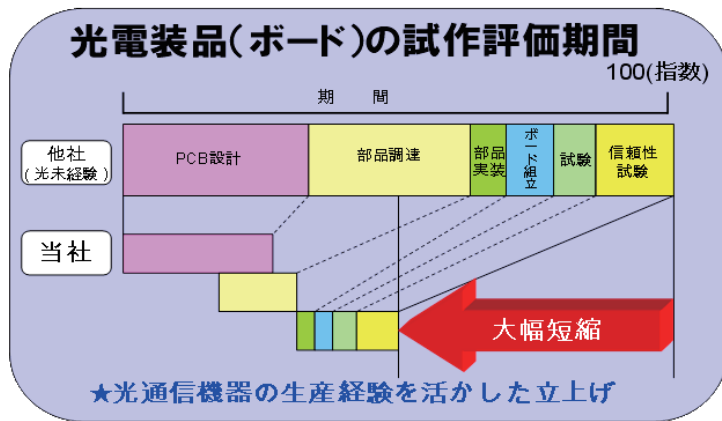 光電装品(ボード)の試作評価期間
100(指数)
期 間
他社
(光未経験)
PCB設計
部品調達
部品
実装
ボード組立
試験
信頼性
試験
当社
大幅短縮
★光通信機器の生産経験を活かした立上げ